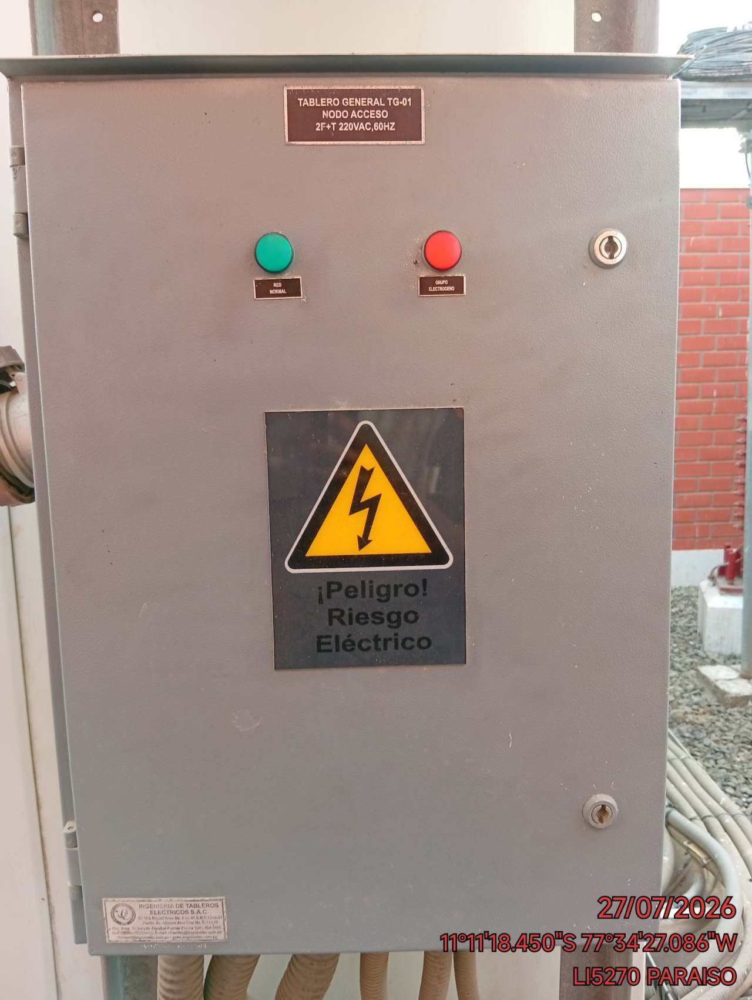 TABLERO GENERAL TG-01
NODO ACCESO
2F+T 220VAC,60HZ
RED
NORMAL
GRUPO
ELECTROGENO
¡Peligro!
Riesgo
Eléctrico
INGENIERIA DE TABLEROS
ELECTRICOS S.A.C.
27/07/2026
11°11'18.450"S 77°34'27.086"W
LI5270 PARAISO